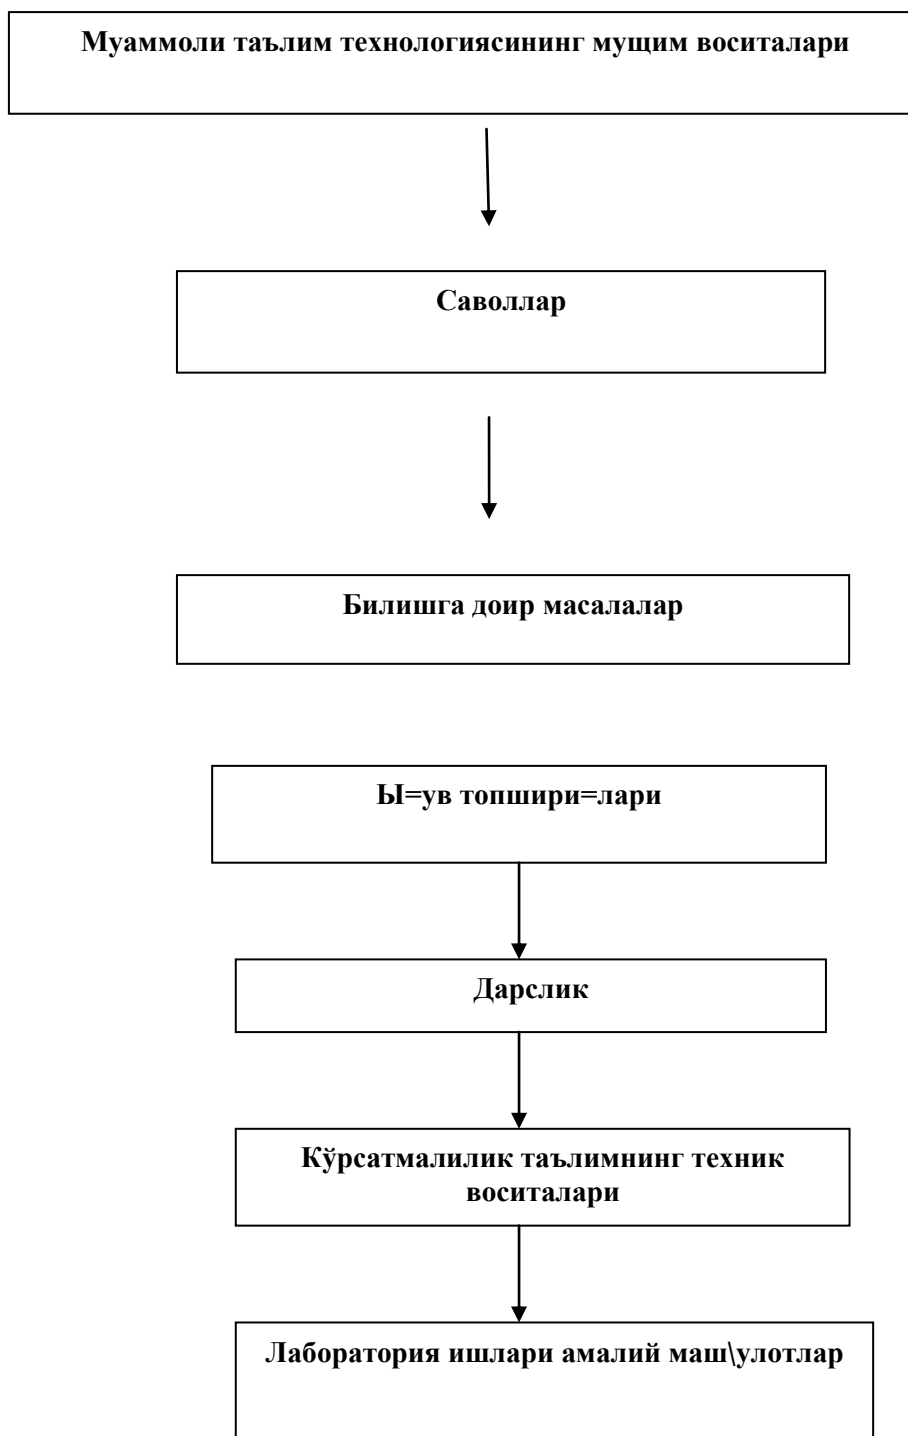 Муаммоли таълим технологиясининг мущим воситалари
Саволлар
Билишга доир масалалар
Ы=ув топшири=лари
Дарслик
Кўрсатмалилик таълимнинг техник
воситалари
Лаборатория ишлари амалий маш\улотлар